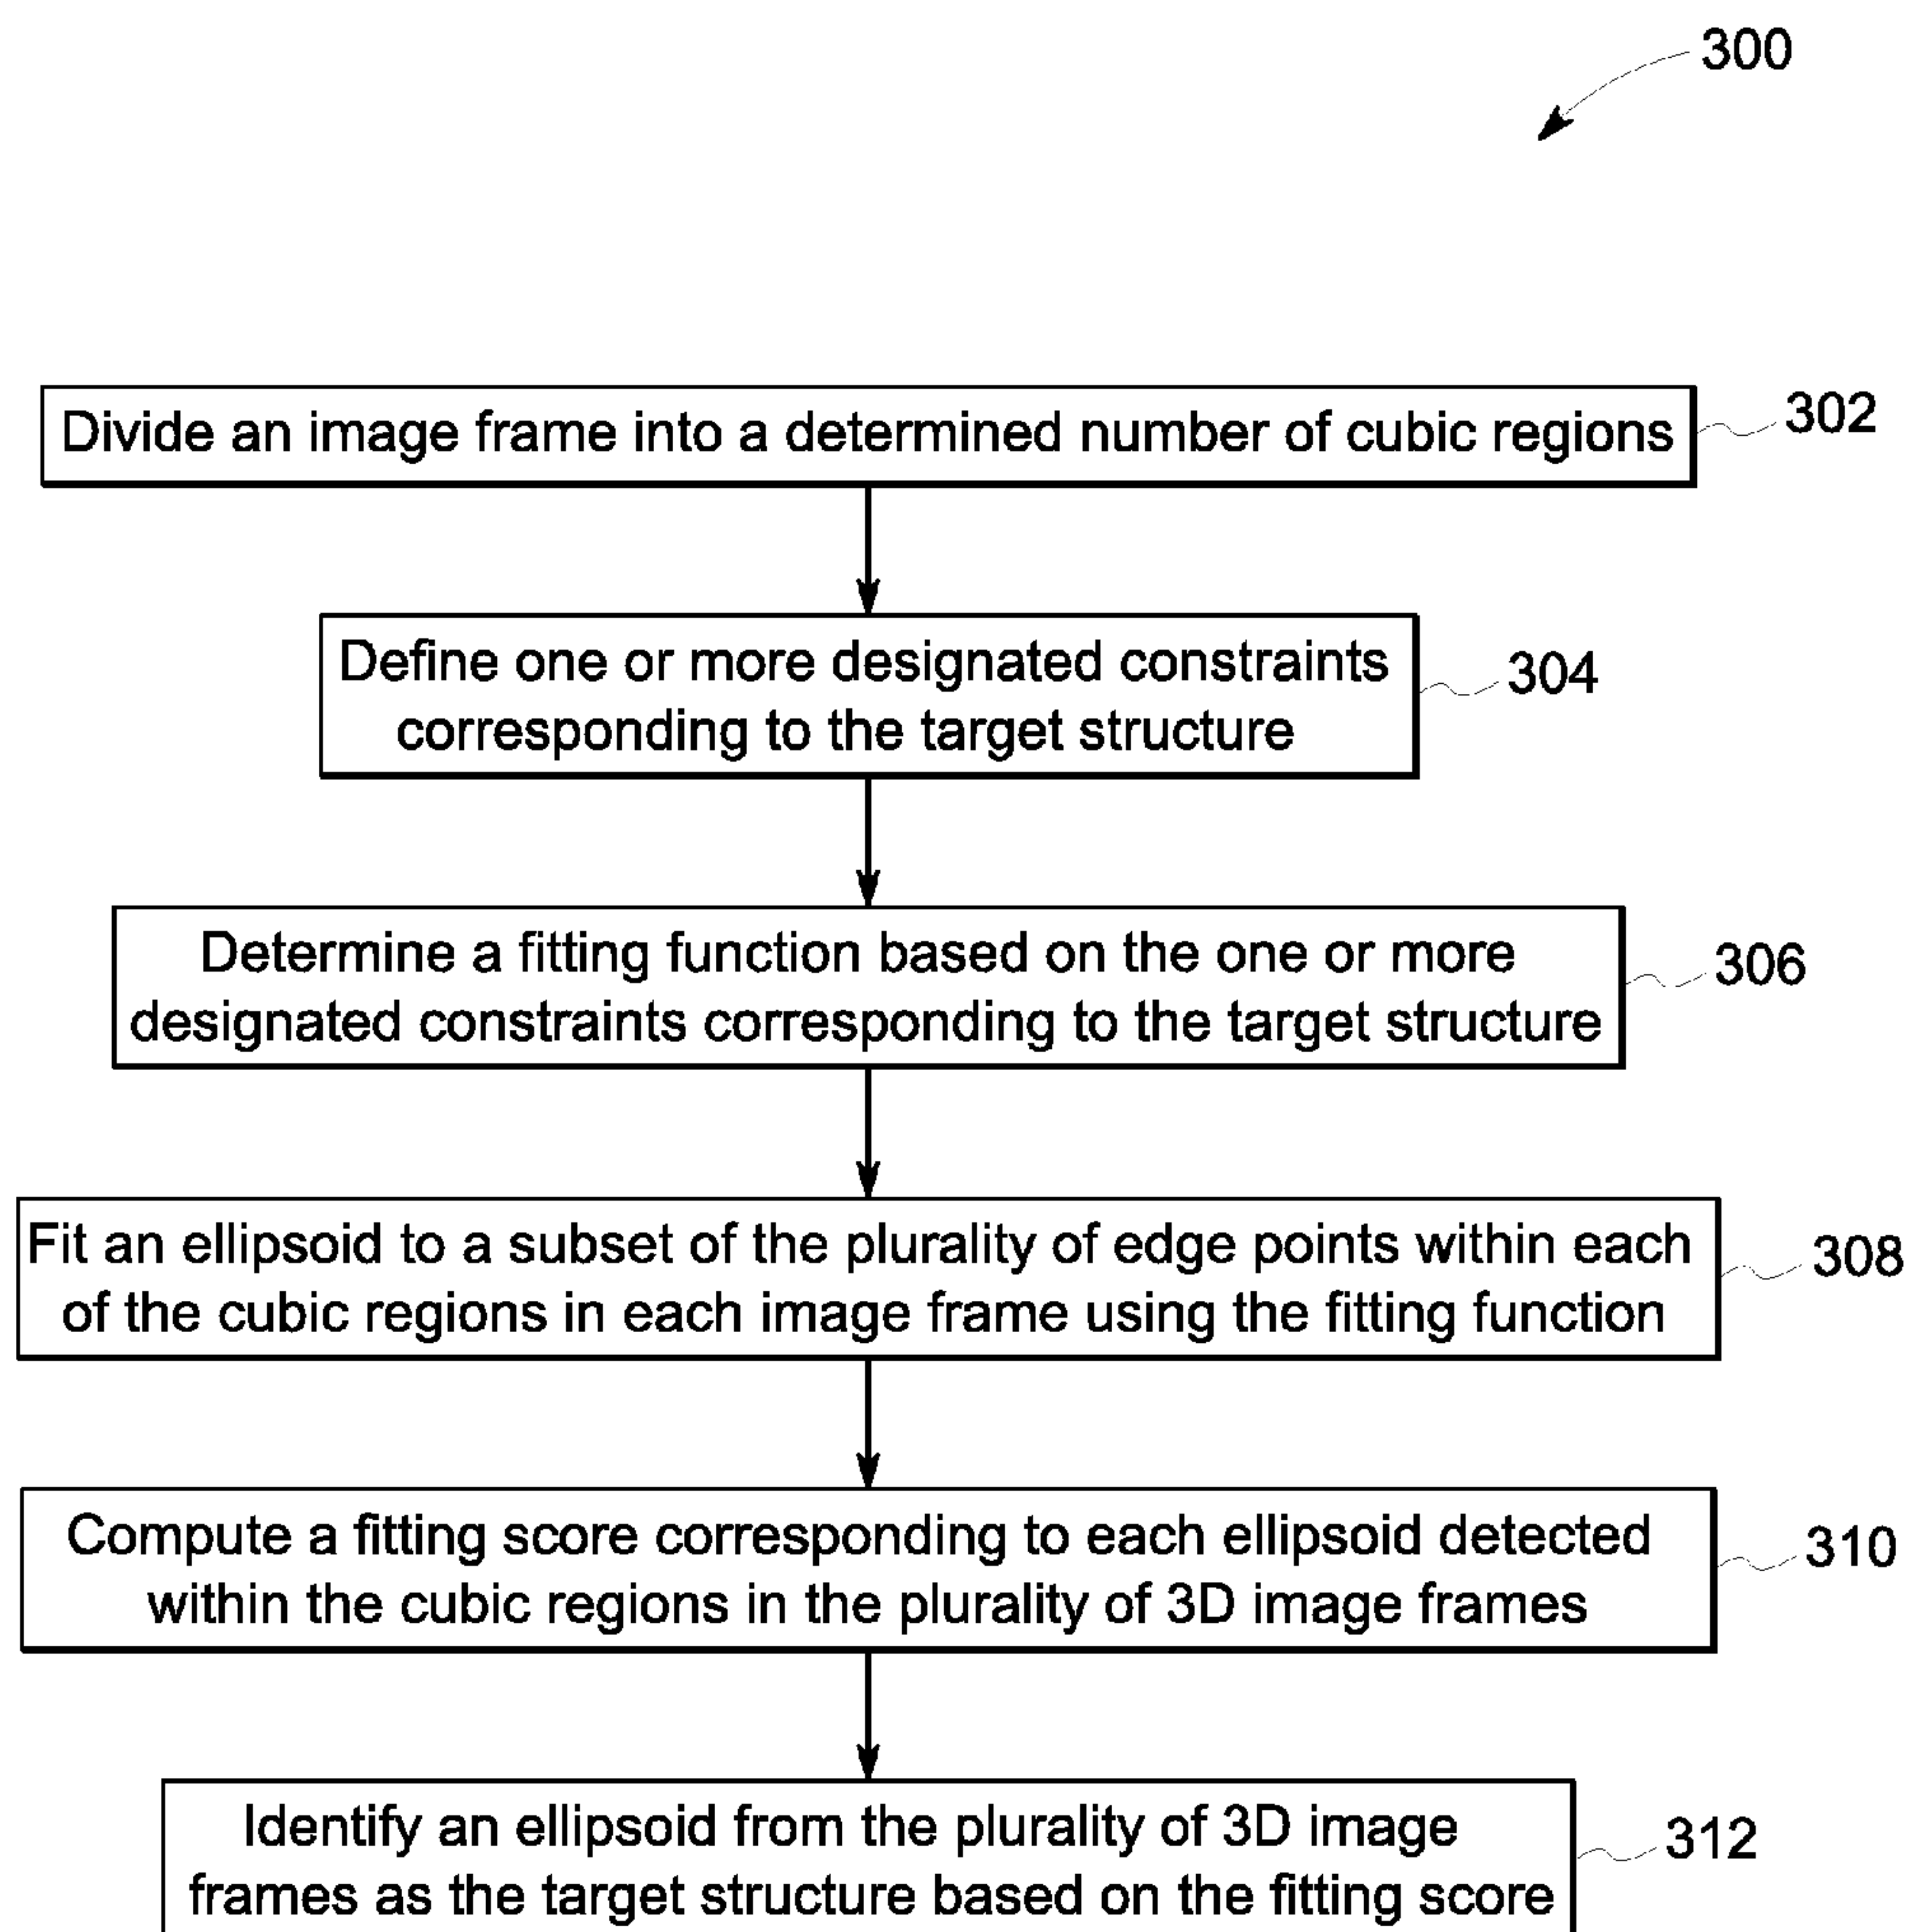 300
Divide an image frame into a determined number of cubic regions
302
Define one or more designated constraints
corresponding to the target structure
304
Determine a fitting function based on the one or more
designated constraints corresponding to the target structure
306
Fit an ellipsoid to a subset of the plurality of edge points within each
of the cubic regions in each image frame using the fitting function
308
Compute a fitting score corresponding to each ellipsoid detected
within the cubic regions in the plurality of 3D image frames
310
Identify an ellipsoid from the plurality of 3D image
frames as the target structure based on the fitting score
312